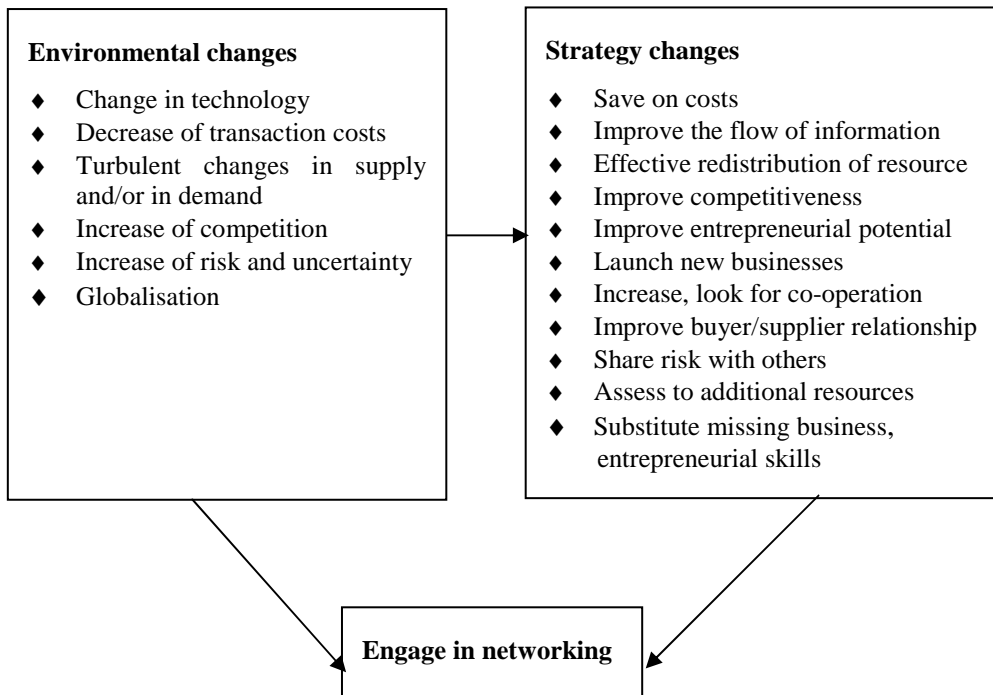 Environmental changes
♦ Change in technology
♦ Decrease of transaction costs
♦ Turbulent changes in supply
and/or in demand
♦ Increase of competition
♦ Increase of risk and uncertainty
♦ Globalisation
Strategy changes
♦ Save on costs
♦ Improve the flow of information
♦ Effective redistribution of resource
♦ Improve competitiveness
♦ Improve entrepreneurial potential
♦ Launch new businesses
♦ Increase, look for co-operation
♦ Improve buyer/supplier relationship
♦ Share risk with others
♦ Assess to additional resources
♦ Substitute missing business,
entrepreneurial skills
Engage in networking